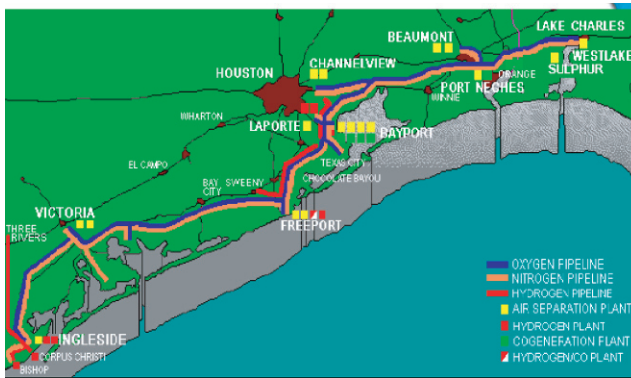 LAKE CHARLES
BEAUMONT
WESTLAKE
CHANNELVIEW
SULPHUR
HOUSTON
ORANGE
PORT NECHES
WINNIE
WHARTON
LAPORTE
BAYPORT
EL CAMPO
TEXAS CITY
CHOCOLATE BAYOU
BAY
CITY
SWEENY
VICTORIA
FREEPORT
THREE
RIVERS
INGLESIDE
CORPUS CHRISTI
BISHOP
OXYGEN PIPELINE
NITROGEN PIPELINE
HYDROGEN PIPELINE
AIR SEPARATION PLANT
HYDROGEN PLANT
COGENERATION PLANT
HYDROGEN/CO PLANT